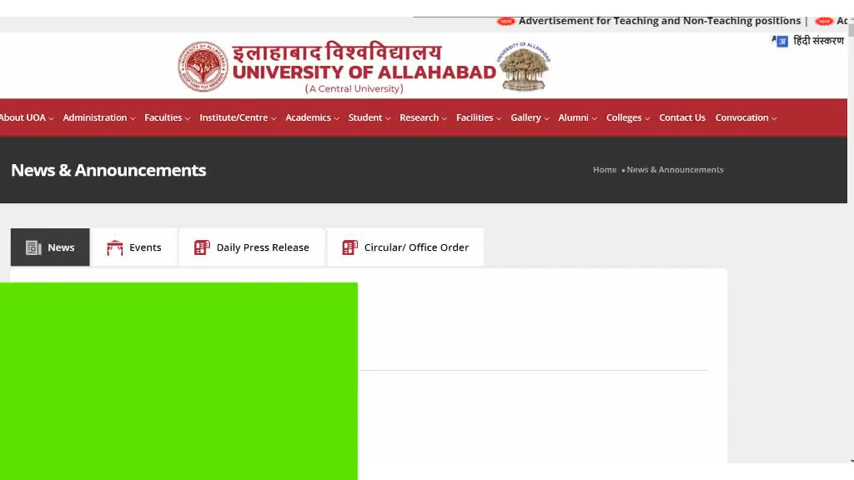 Advertisement for Teaching and Non-Teaching positions |
हिंदी संस्करण
इलाहाबाद विश्वविद्यालय
UNIVERSITY OF ALLAHABAD
(A Central University)
About UOA Administration Faculties Institute/Centre Academics Student Research Facilities Gallery Alumni Colleges Contact Us Convocation
News & Announcements
Home • News & Announcements
News Events Daily Press Release Circular/ Office Order